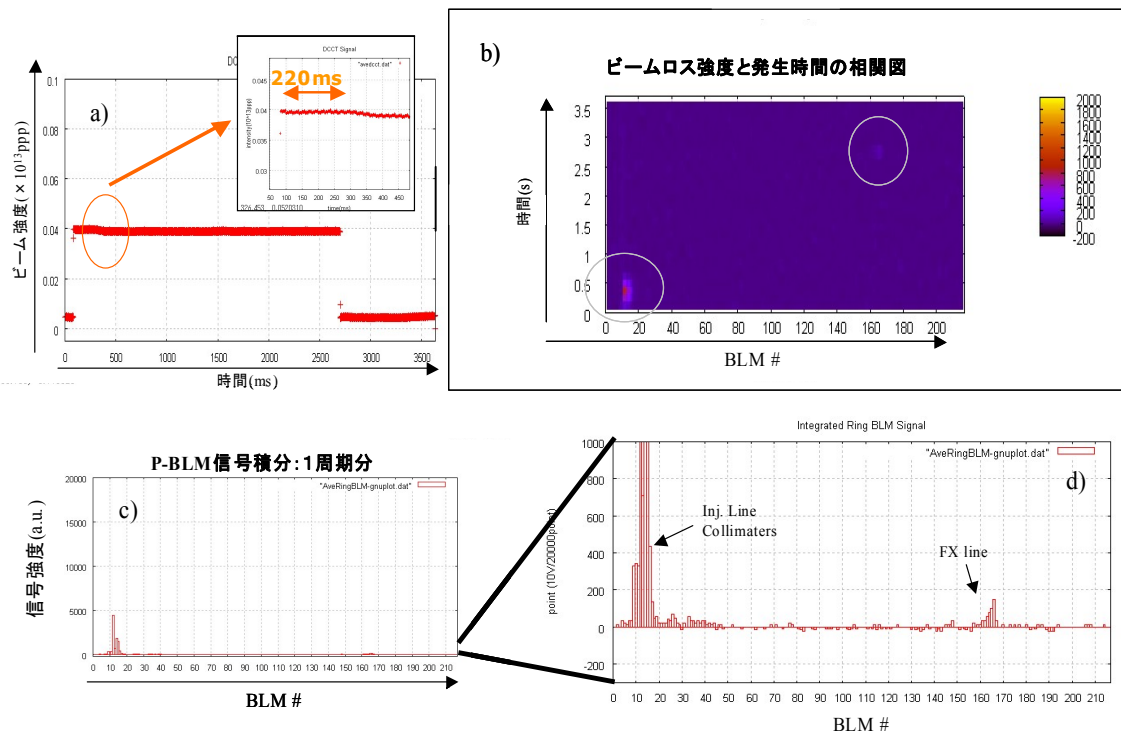 a)
DC
ビーム強度(×10¹³ppp)
0.1
0.08
0.06
0.04
0.02
0
0 500 1000 1500 2000 2500 3000 3500
時間(ms)
DCCT Signal
"avedcct.dat"
220 ms
intensity(10^13ppp)
0.045
0.04
0.035
0.03
50 100 150 200 250 300 350 400 450
time(ms)
b)
ビームロス強度と発生時間の相関図
時間(s)
3.5
3
2.5
2
1.5
1
0.5
0
0 20 40 60 80 100 120 140 160 180 200
BLM #
2000
1800
1600
1400
1200
1000
800
600
400
200
0
-200
P-BLM信号積分：1周期分
c)
"AveRingBLM-gnuplot.dat"
信号強度(a.u.)
20000
15000
10000
5000
0
0 10 20 30 40 50 60 70 80 90 100 110 120 130 140 150 160 170 180 190 200 210
BLM #
Integrated Ring BLM Signal
d)
"AveRingBLM-gnuplot.dat"
point (10V/20000point)
1000
800
600
400
200
0
-200
Inj. Line
Collimaters
FX line
0 10 20 30 40 50 60 70 80 90 100 110 120 130 140 150 160 170 180 190 200 210
BLM #